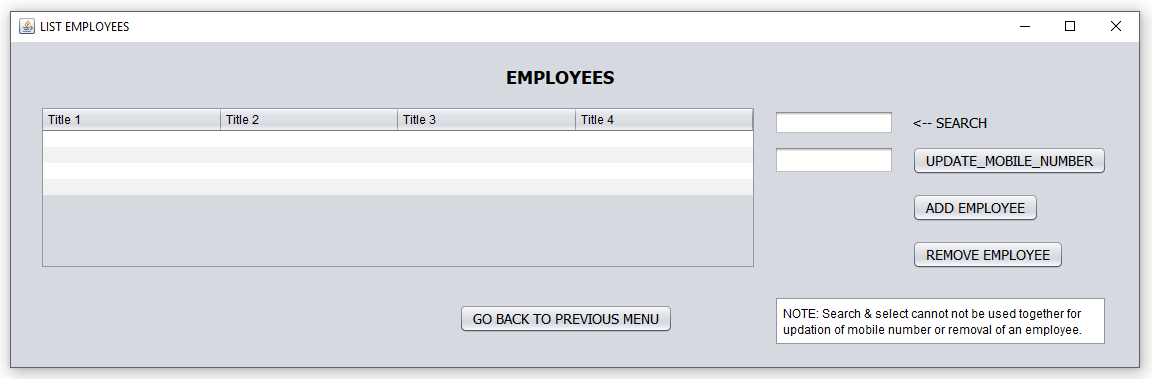 LIST EMPLOYEES
EMPLOYEES
Title 1 Title 2 Title 3 Title 4
<-- SEARCH
UPDATE_MOBILE_NUMBER
ADD EMPLOYEE
REMOVE EMPLOYEE
GO BACK TO PREVIOUS MENU
NOTE: Search & select cannot not be used together for
updation of mobile number or removal of an employee.